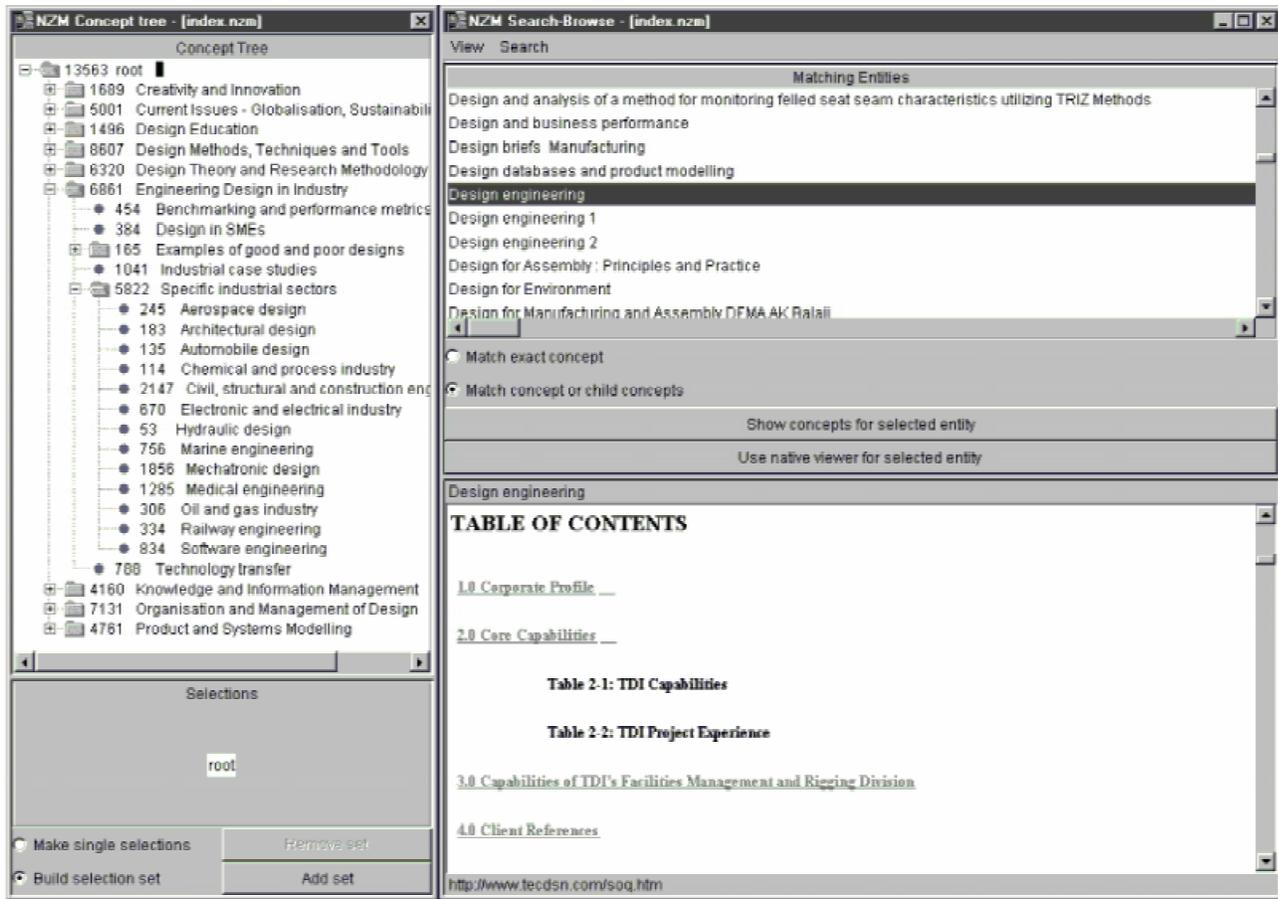 NZM Concept tree - [index.nzm]
Concept Tree
13563 root
1689 Creativity and Innovation
5001 Current Issues - Globalisation, Sustainabili
1496 Design Education
8607 Design Methods, Techniques and Tools
6320 Design Theory and Research Methodology
6861 Engineering Design in Industry
454 Benchmarking and performance metrics
384 Design in SMEs
165 Examples of good and poor designs
1041 Industrial case studies
5822 Specific industrial sectors
245 Aerospace design
183 Architectural design
135 Automobile design
114 Chemical and process industry
2147 Civil, structural and construction eng
670 Electronic and electrical industry
53 Hydraulic design
756 Marine engineering
1856 Mechatronic design
1285 Medical engineering
306 Oil and gas industry
334 Railway engineering
834 Software engineering
788 Technology transfer
4160 Knowledge and Information Management
7131 Organisation and Management of Design
4761 Product and Systems Modelling
Selections
root
Make single selections
Remove set
Build selection set
Add set
NZM Search-Browse - [index.nzm]
View Search
Matching Entities
Design and analysis of a method for monitoring felled seat seam characteristics utilizing TRIZ Methods
Design and business performance
Design briefs Manufacturing
Design databases and product modelling
Design engineering
Design engineering 1
Design engineering 2
Design for Assembly : Principles and Practice
Design for Environment
Design for Manufacturing and Assembly DFMA AK Balaji
Match exact concept
Match concept or child concepts
Show concepts for selected entity
Use native viewer for selected entity
Design engineering
TABLE OF CONTENTS
1.0 Corporate Profile
2.0 Core Capabilities
Table 2-1: TDI Capabilities
Table 2-2: TDI Project Experience
3.0 Capabilities of TDI's Facilities Management and Rigging Division
4.0 Client References
http://www.tecdsn.com/soq.htm